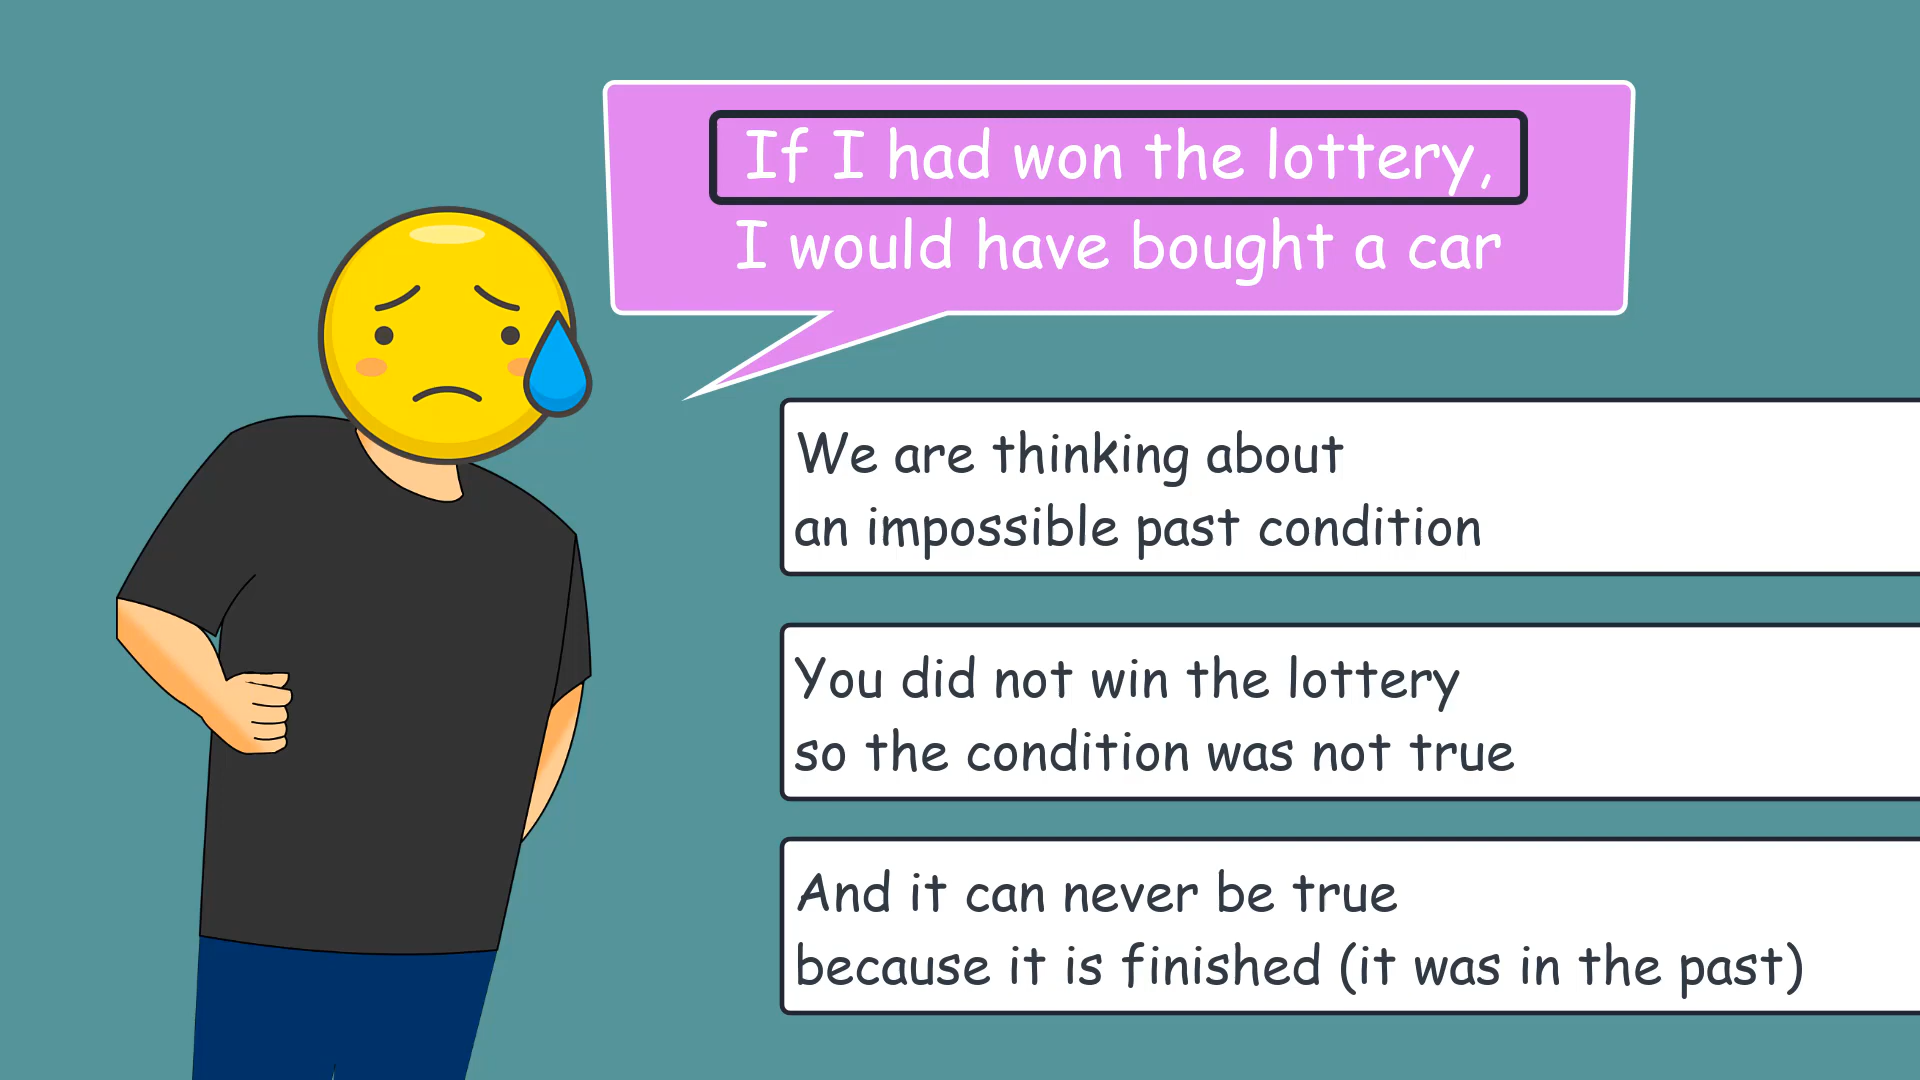 If I had won the lottery,
I would have bought a car
We are thinking about
an impossible past condition
You did not win the lottery
so the condition was not true
And it can never be true
because it is finished (it was in the past)